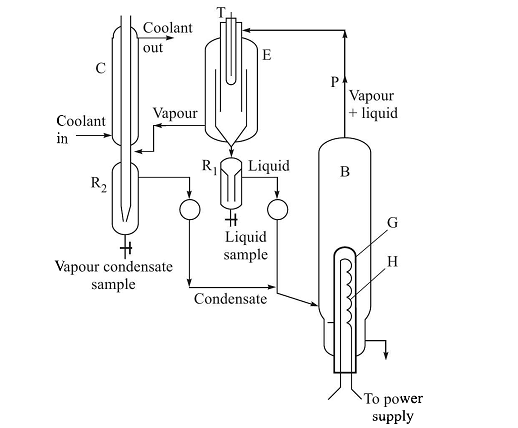 T
Coolant
out
E
C
P
Vapour
+ liquid
Coolant
in
Vapour
R1
Liquid
B
R2
G
Liquid
sample
H
Vapour condensate
sample
Condensate
To power
supply